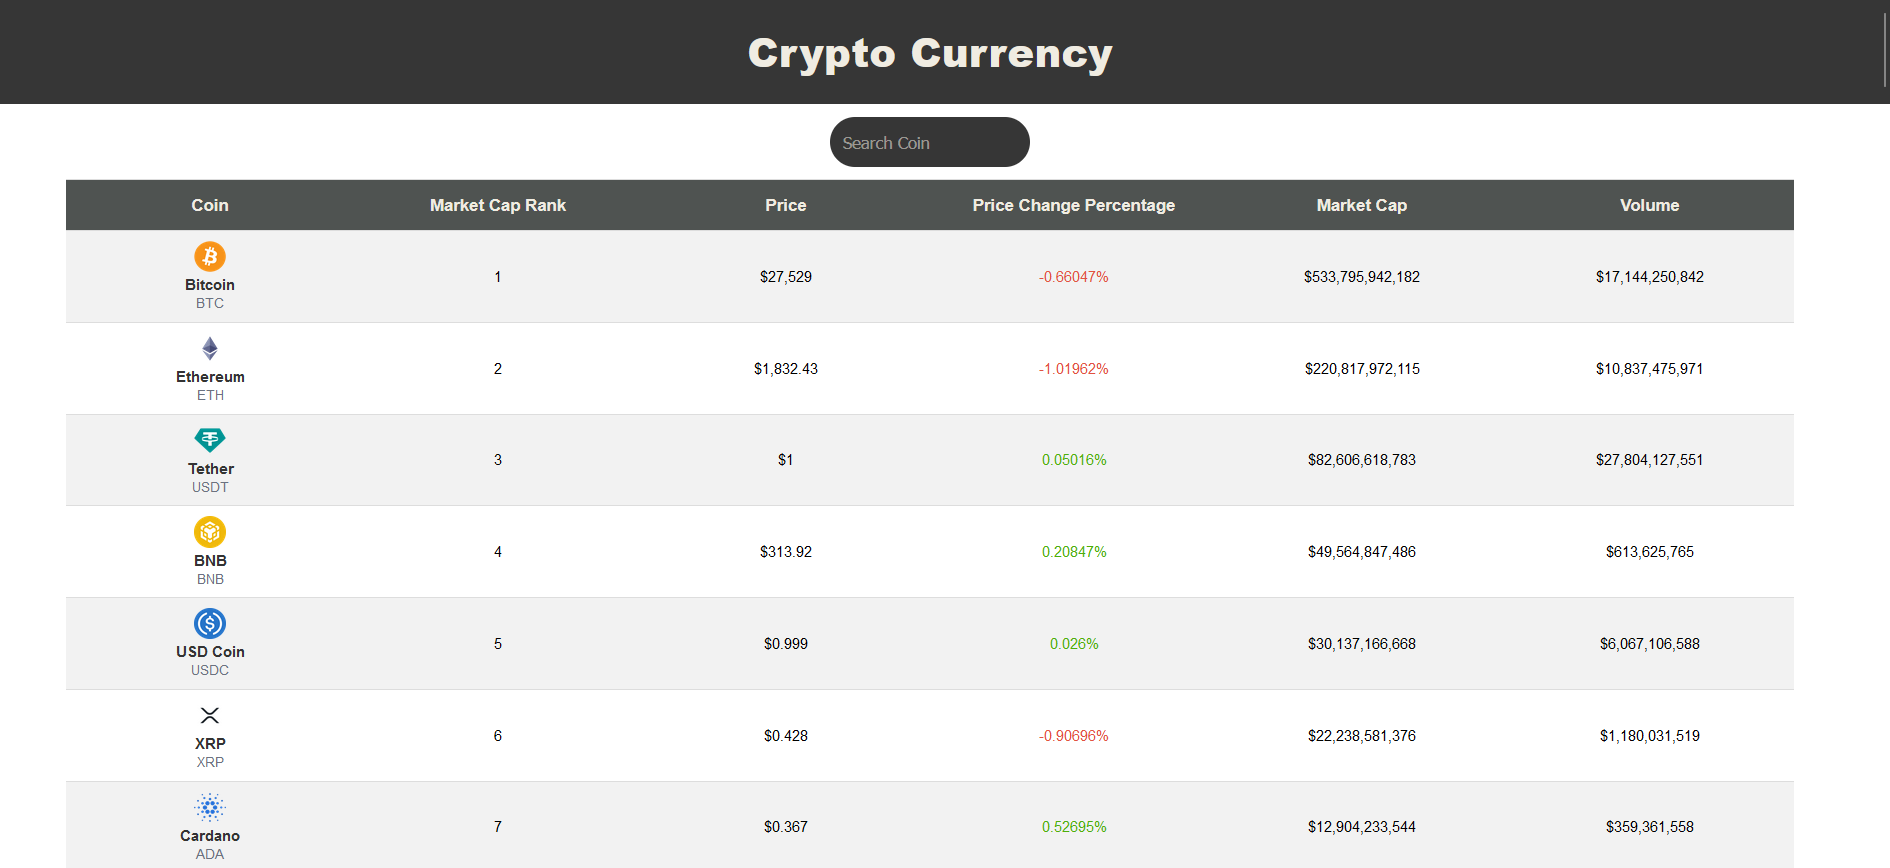 Crypto Currency
Search Coin
Coin Market Cap Rank Price Price Change Percentage Market Cap Volume
Bitcoin
BTC
1 $27,529 -0.66047% $533,795,942,182 $17,144,250,842
Ethereum
ETH
2 $1,832.43 -1.01962% $220,817,972,115 $10,837,475,971
Tether
USDT
3 $1 0.05016% $82,606,618,783 $27,804,127,551
BNB
BNB
4 $313.92 0.20847% $49,564,847,486 $613,625,765
USD Coin
USDC
5 $0.999 0.026% $30,137,166,668 $6,067,106,588
XRP
XRP
6 $0.428 -0.90696% $22,238,581,376 $1,180,031,519
Cardano
ADA
7 $0.367 0.52695% $12,904,233,544 $359,361,558